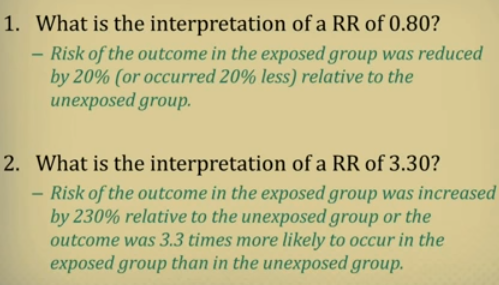 1. What is the interpretation of a RR of 0.80?
– Risk of the outcome in the exposed group was reduced
by 20% (or occurred 20% less) relative to the
unexposed group.
2. What is the interpretation of a RR of 3.30?
– Risk of the outcome in the exposed group was increased
by 230% relative to the unexposed group or the
outcome was 3.3 times more likely to occur in the
exposed group than in the unexposed group.